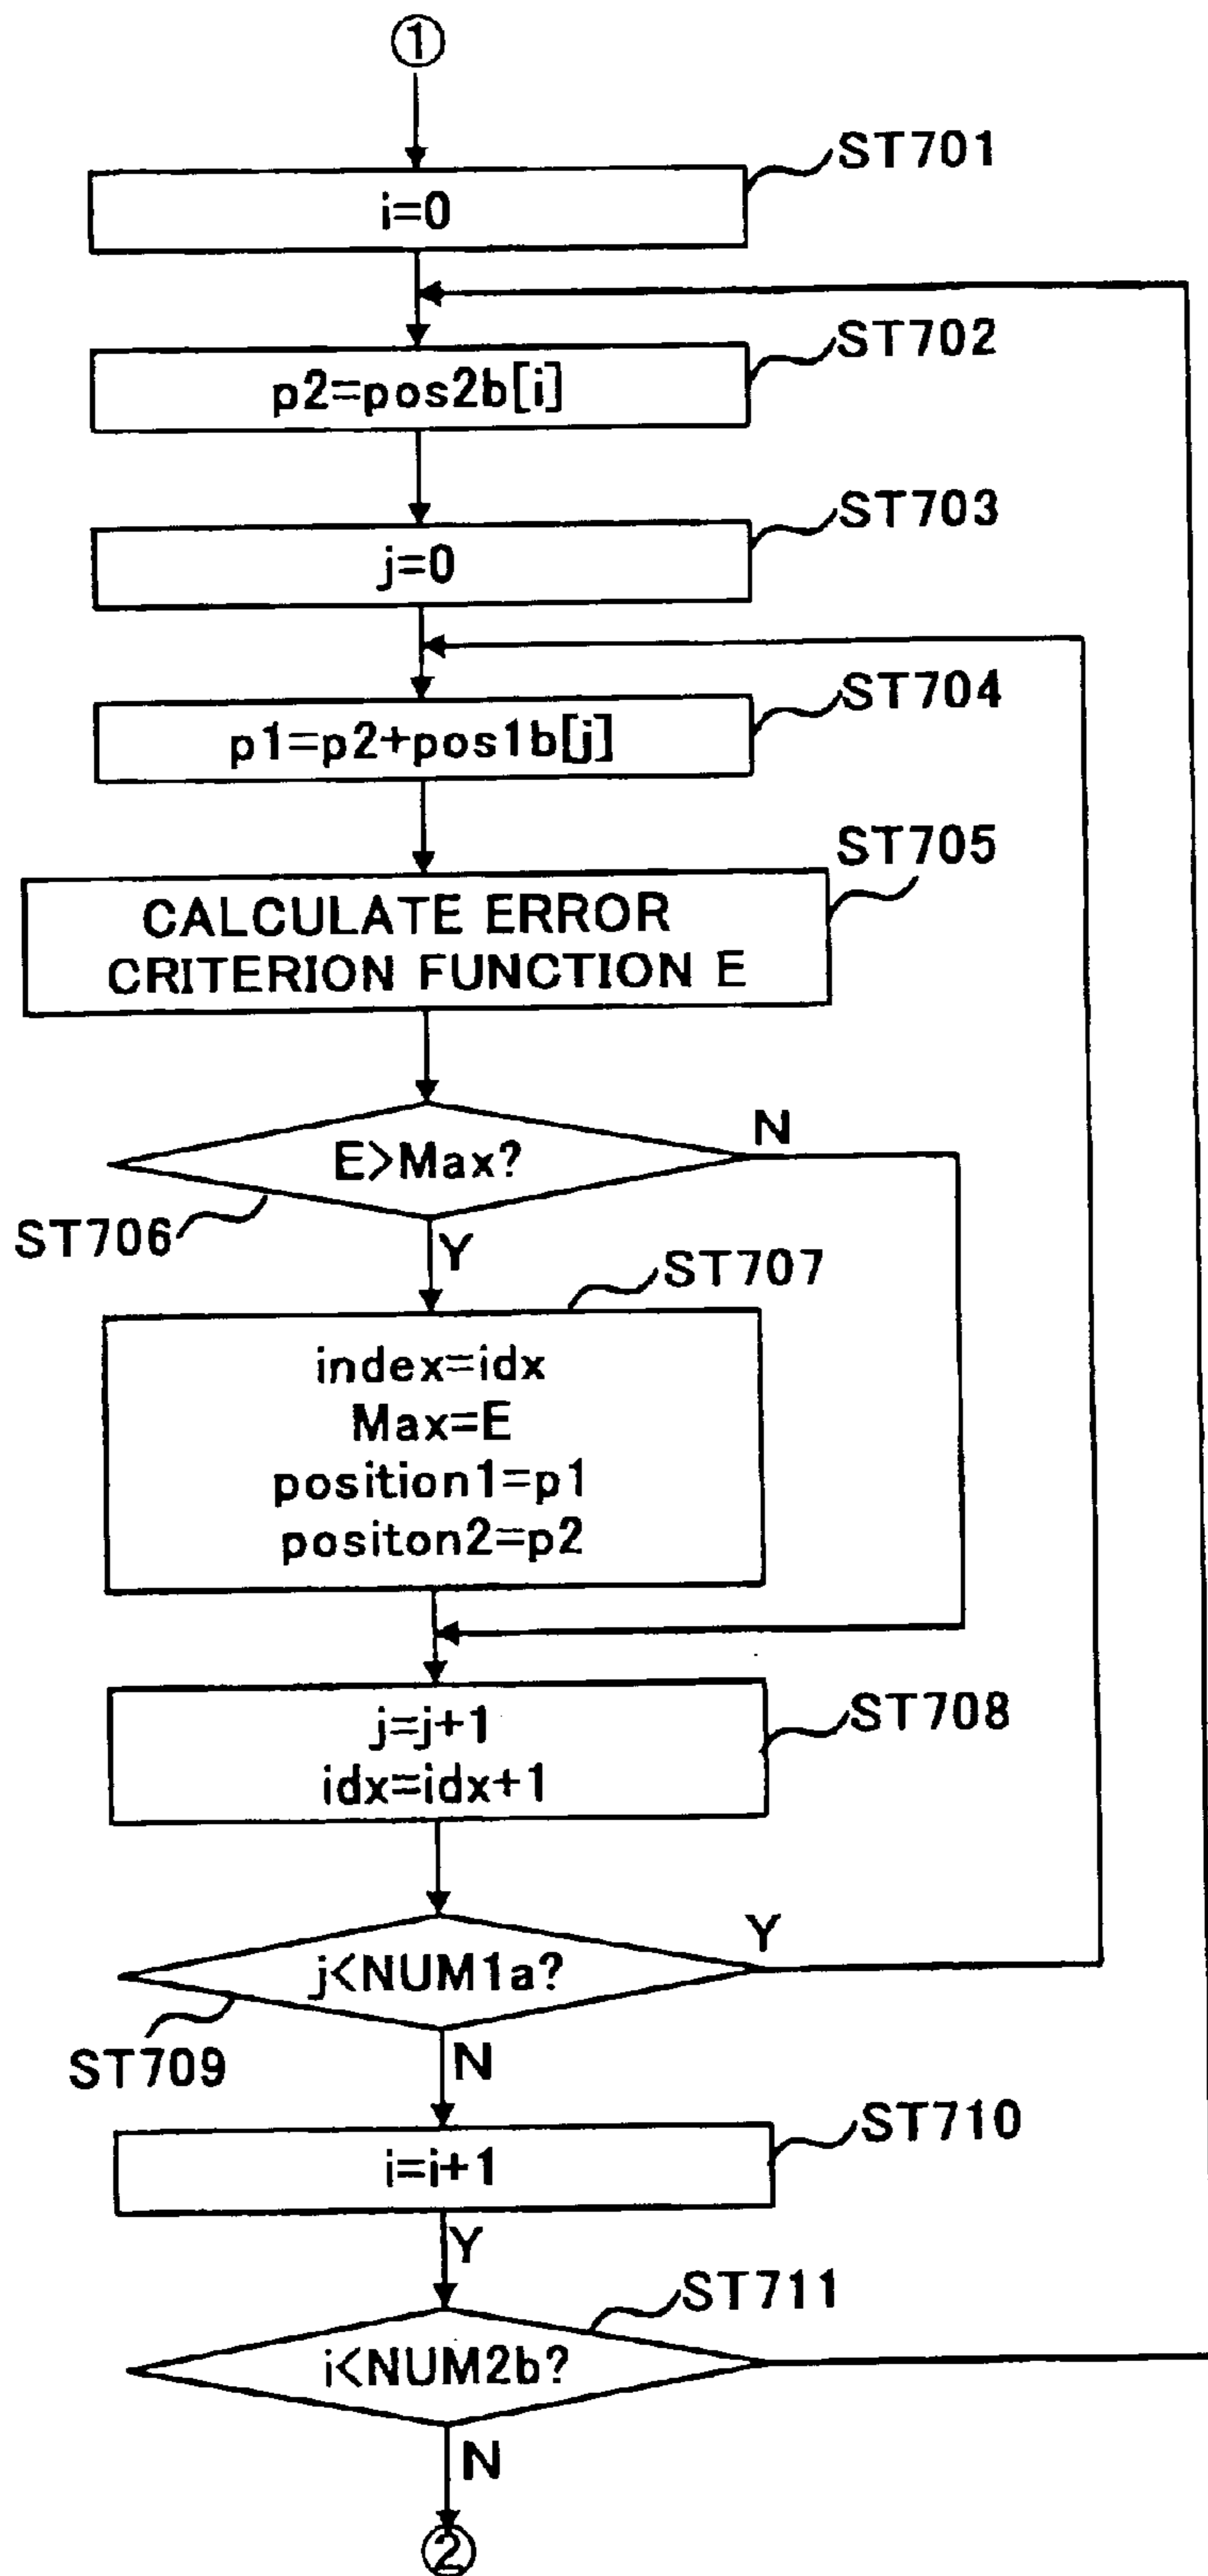 ①
ST701
i=0
ST702
p2=pos2b[i]
ST703
j=0
ST704
p1=p2+pos1b[j]
ST705
CALCULATE ERROR
CRITERION FUNCTION E
N
E>Max?
ST706
Y
ST707
index=idx
Max=E
position1=p1
positon2=p2
ST708
j=j+1
idx=idx+1
Y
j<NUM1a?
ST709
N
ST710
i=i+1
Y
ST711
i<NUM2b?
N
②